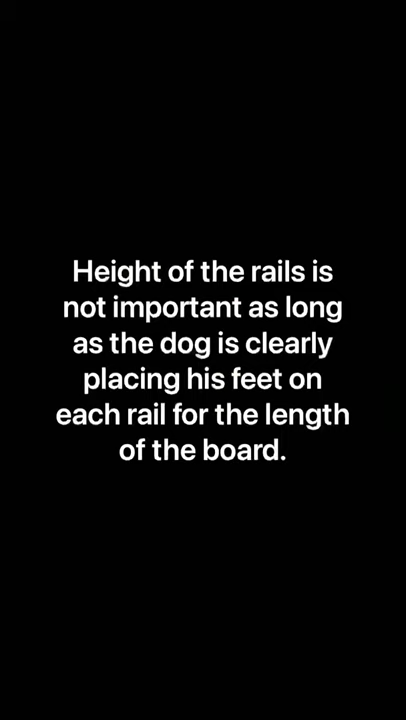 Height of the rails is
not important as long
as the dog is clearly
placing his feet on
each rail for the length
of the board.